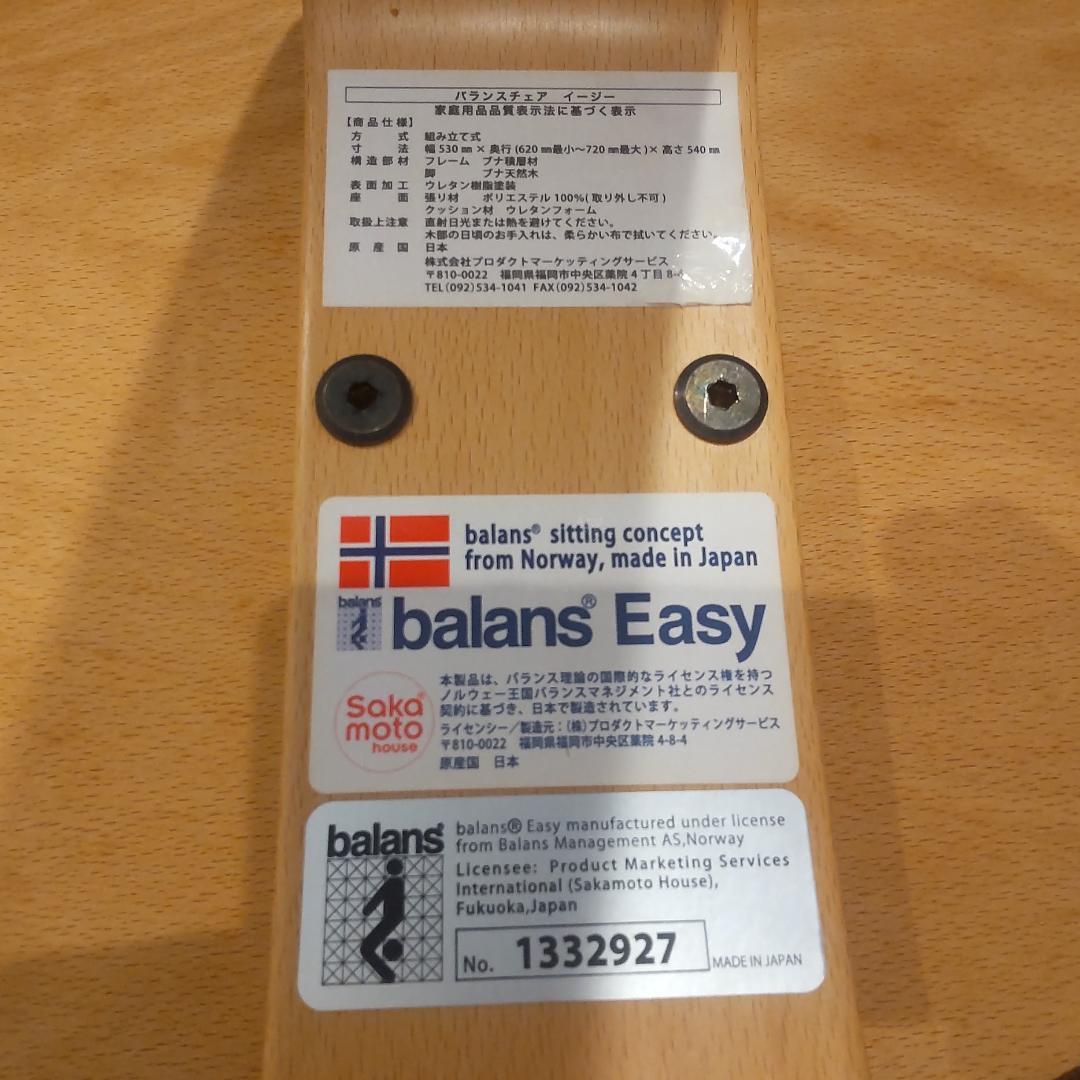 バランスチェア イージー
家庭用品品質表示法に基づく表示
【商品仕様】
方 式 組み立て式
寸 法 幅 530 ㎜ × 奥行 (620 ㎜最小〜720 ㎜最大 )× 高さ 540 ㎜
構造部材 フレーム ブナ積層材
脚 ブナ天然木
表面加工 ウレタン樹脂塗装
座 面 張り材 ポリエステル 100%( 取り外し不可 )
クッション材 ウレタンフォーム
取扱上注意 直射日光または熱を避けてください。
木部の日頃のお手入れは、柔らかい布で拭いてください。
原産国 日本
株式会社プロダクトマーケッティングサービス
〒810-0022 福岡県福岡市中央区薬院 4 丁目 8-4
TEL(092)534-1041 FAX(092)534-1042
balans® sitting concept
from Norway, made in Japan
balans
balans® Easy
本製品は、バランス理論の国際的なライセンス権を持つ
ノルウェー王国バランスマネジメント社とのライセンス
契約に基づき、日本で製造されています。
Saka®
moto
house
ライセンシー／製造元：(株)プロダクトマーケッティングサービス
〒810-0022 福岡県福岡市中央区薬院 4-8-4
原産国 日本
balans®
balans® Easy manufactured under license
from Balans Management AS,Norway
Licensee: Product Marketing Services
International (Sakamoto House),
Fukuoka,Japan
No. 1332927
MADE IN JAPAN